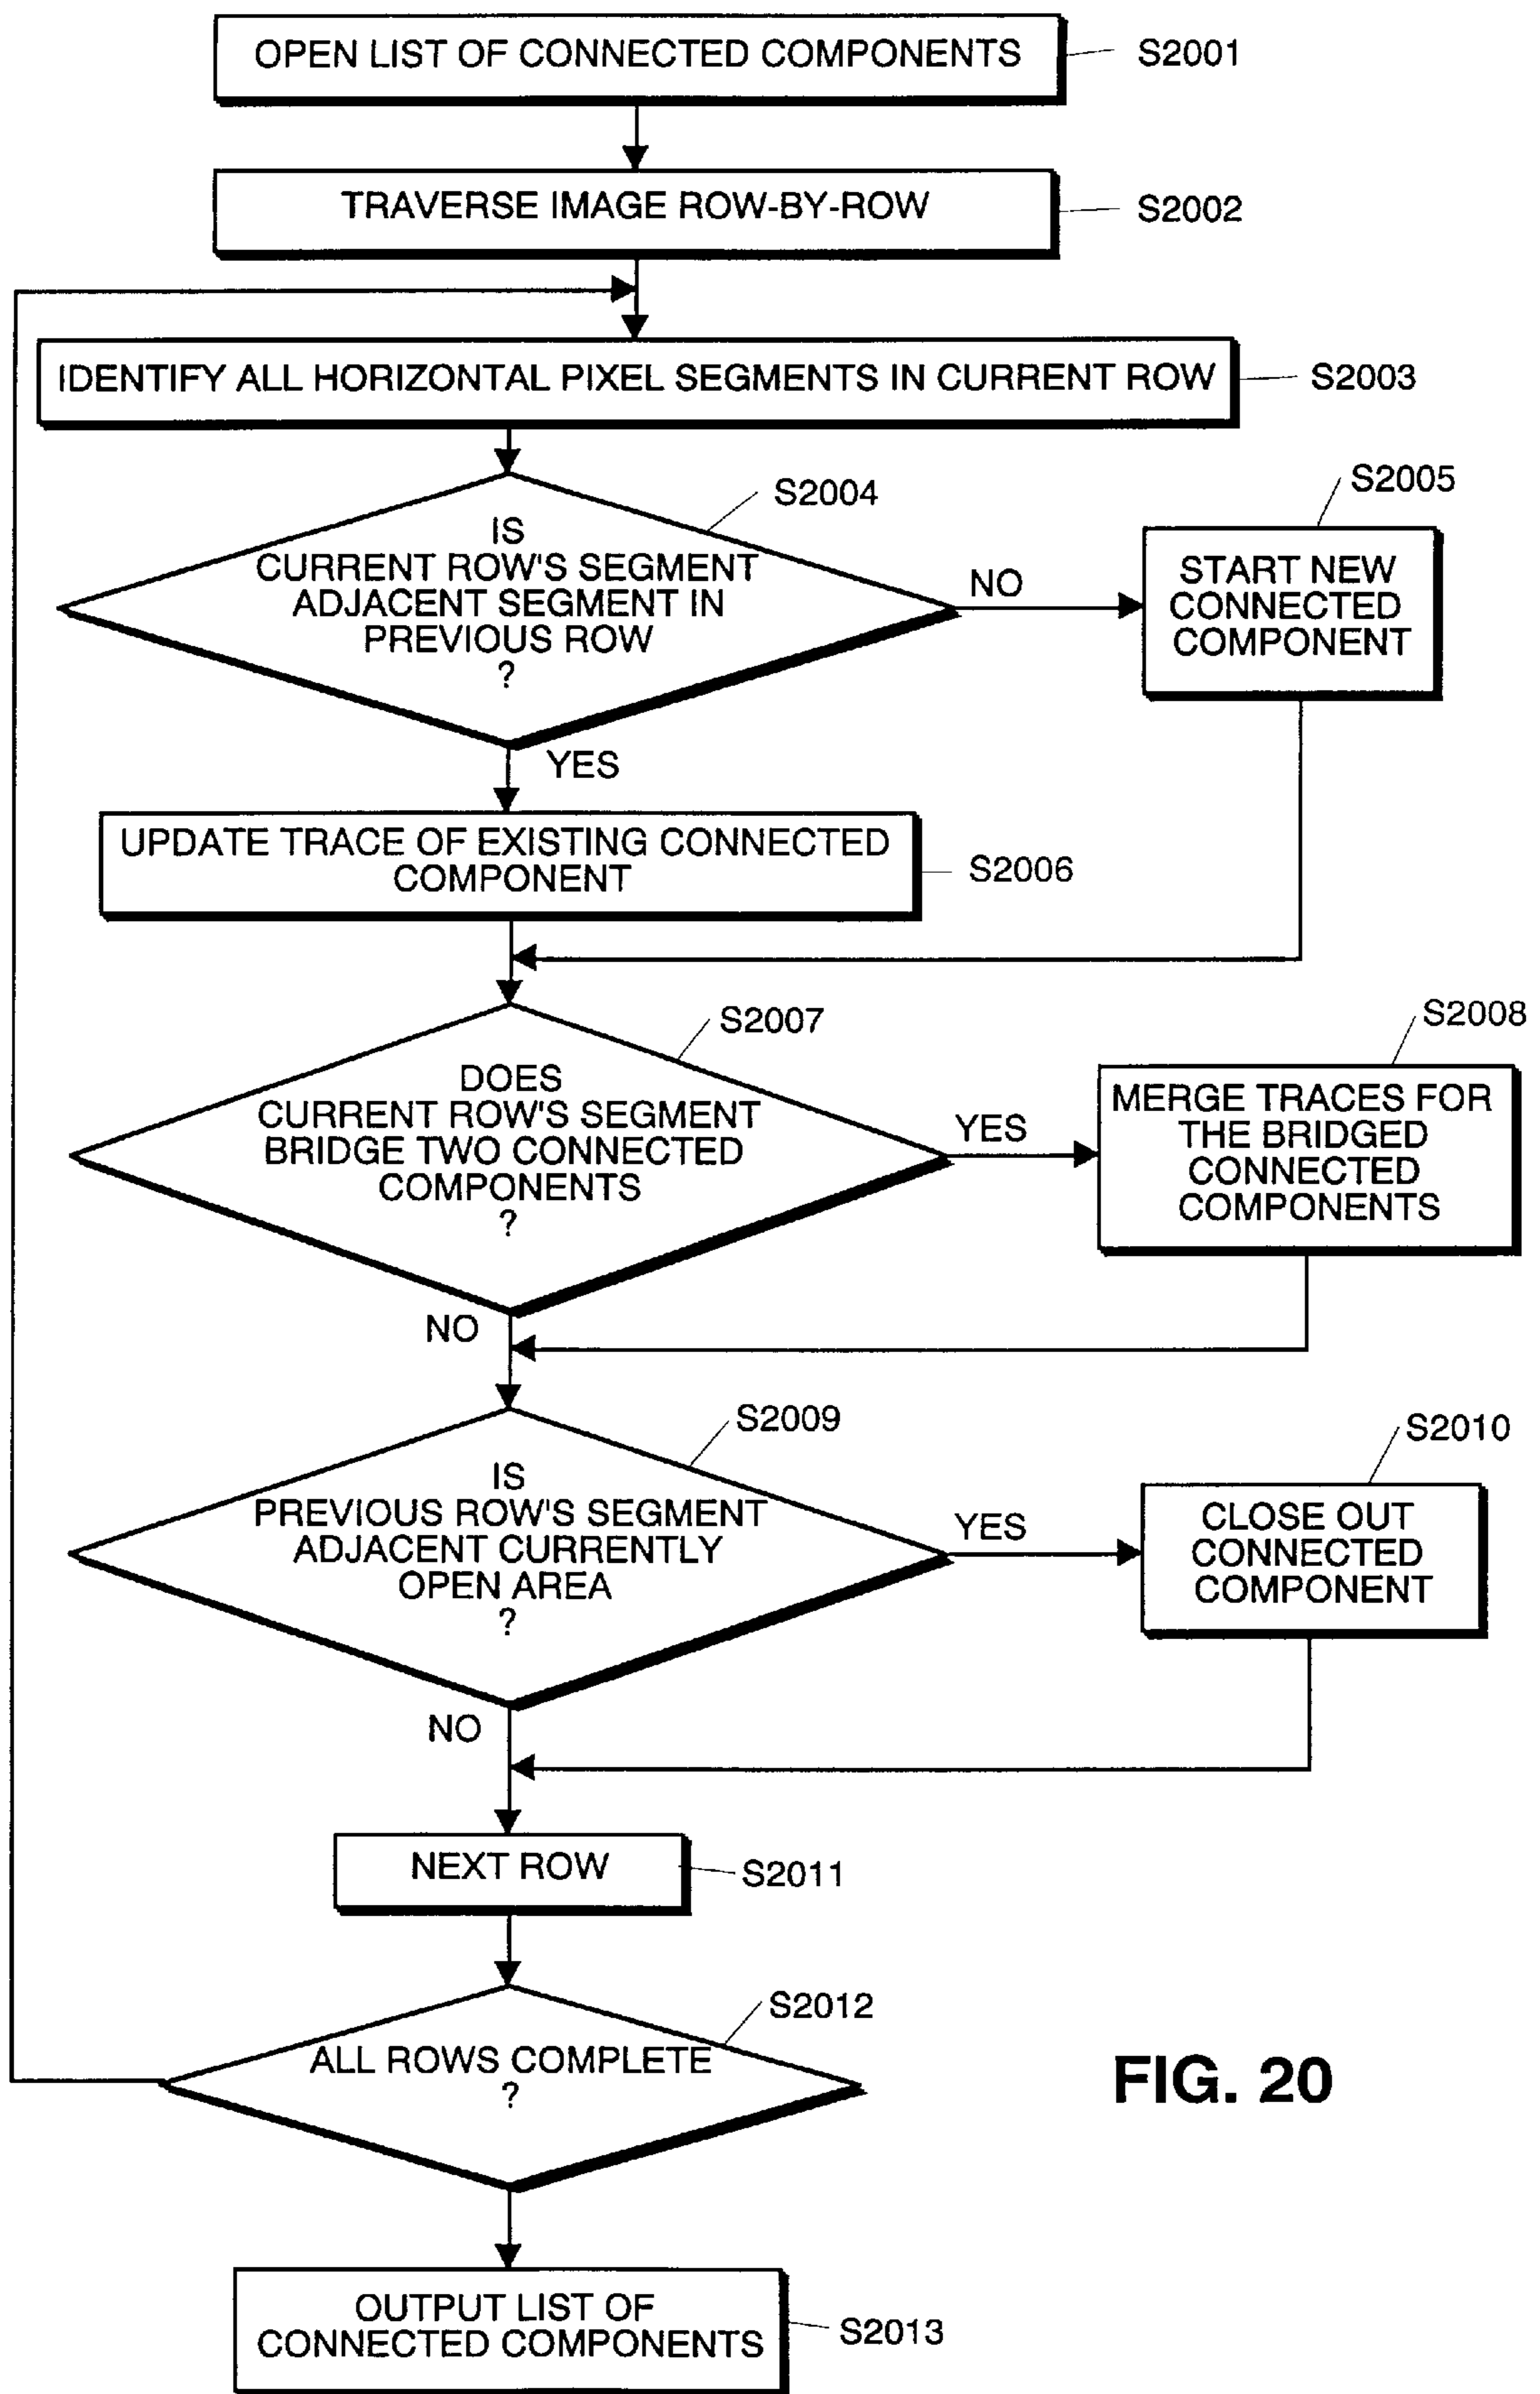 OPEN LIST OF CONNECTED COMPONENTS
S2001
TRAVERSE IMAGE ROW-BY-ROW
S2002
IDENTIFY ALL HORIZONTAL PIXEL SEGMENTS IN CURRENT ROW
S2003
S2004
IS
CURRENT ROW'S SEGMENT
ADJACENT SEGMENT IN
PREVIOUS ROW
?
NO
S2005
START NEW
CONNECTED
COMPONENT
YES
UPDATE TRACE OF EXISTING CONNECTED
COMPONENT
S2006
S2007
DOES
CURRENT ROW'S SEGMENT
BRIDGE TWO CONNECTED
COMPONENTS
?
YES
S2008
MERGE TRACES FOR
THE BRIDGED
CONNECTED
COMPONENTS
NO
S2009
IS
PREVIOUS ROW'S SEGMENT
ADJACENT CURRENTLY
OPEN AREA
?
YES
S2010
CLOSE OUT
CONNECTED
COMPONENT
NO
NEXT ROW
S2011
S2012
ALL ROWS COMPLETE
?
FIG. 20
OUTPUT LIST OF
CONNECTED COMPONENTS
S2013